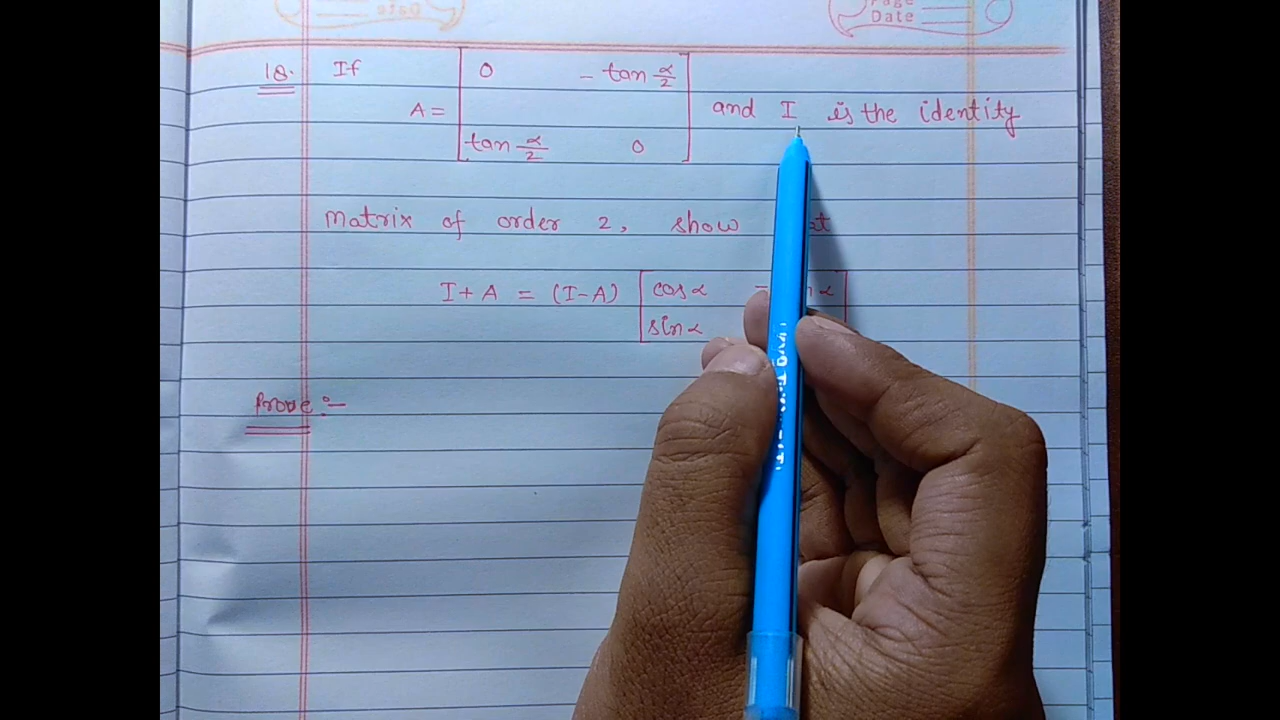 Page
Date
18. If
A = [ 0 - tan α/2
tan α/2 0 ] and I is the identity
matrix of order 2, show
I + A = (I - A) [ cos α
sin α
Prove :-